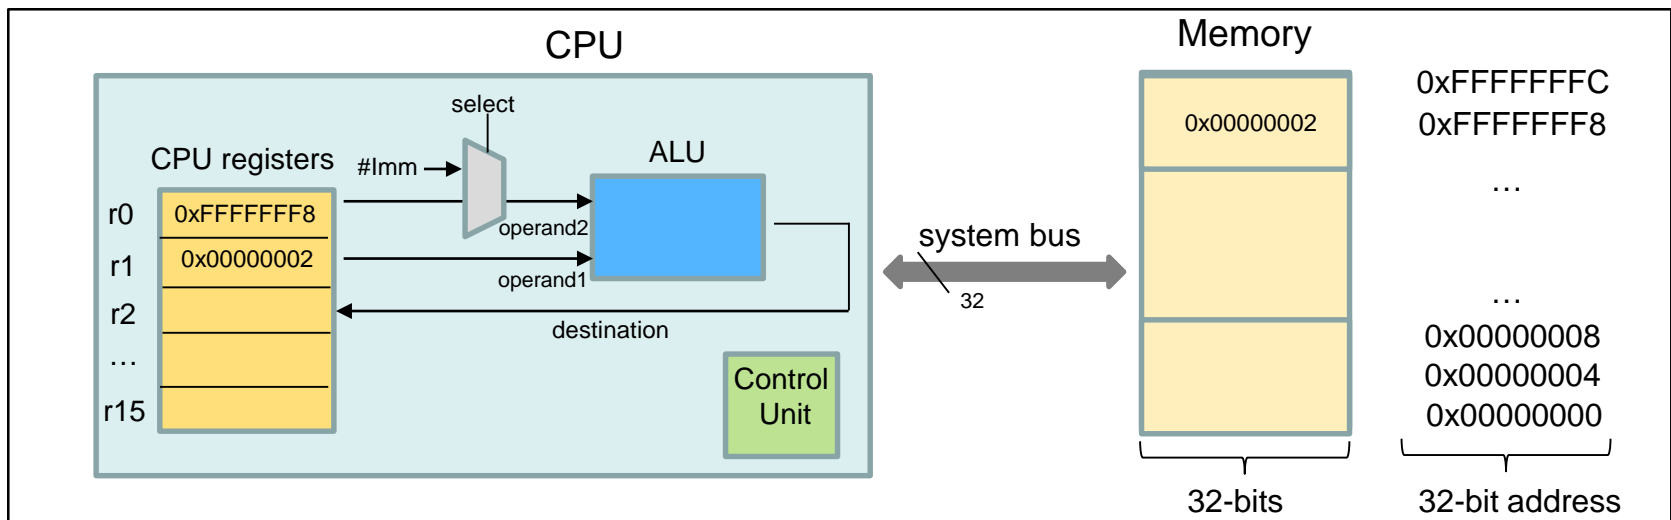 CPU
Memory
select
CPU registers
#Imm
ALU
r0
0xFFFFFFF8
r1
0x00000002
r2
…
r15
operand2
operand1
destination
Control
Unit
system bus
32
0x00000002
0xFFFFFFFC
0xFFFFFFF8
…
…
0x00000008
0x00000004
0x00000000
32-bits
32-bit address